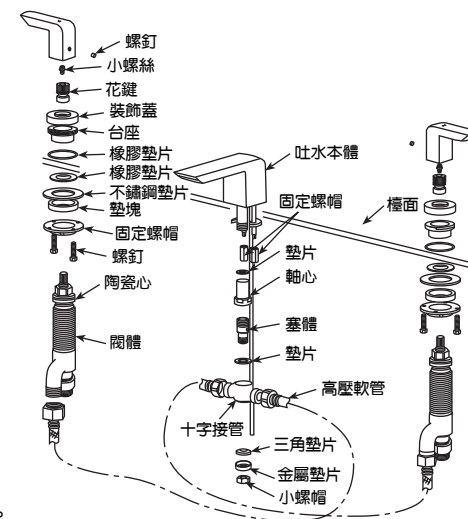 螺釘
小螺絲
花鍵
裝飾蓋
台座
橡膠墊片
橡膠墊片
不鏽鋼墊片
墊塊
固定螺帽
螺釘
陶瓷心
閥體
吐水本體
固定螺帽
檯面
墊片
軸心
塞體
墊片
高壓軟管
十字接管
三角墊片
金屬墊片
小螺帽
。